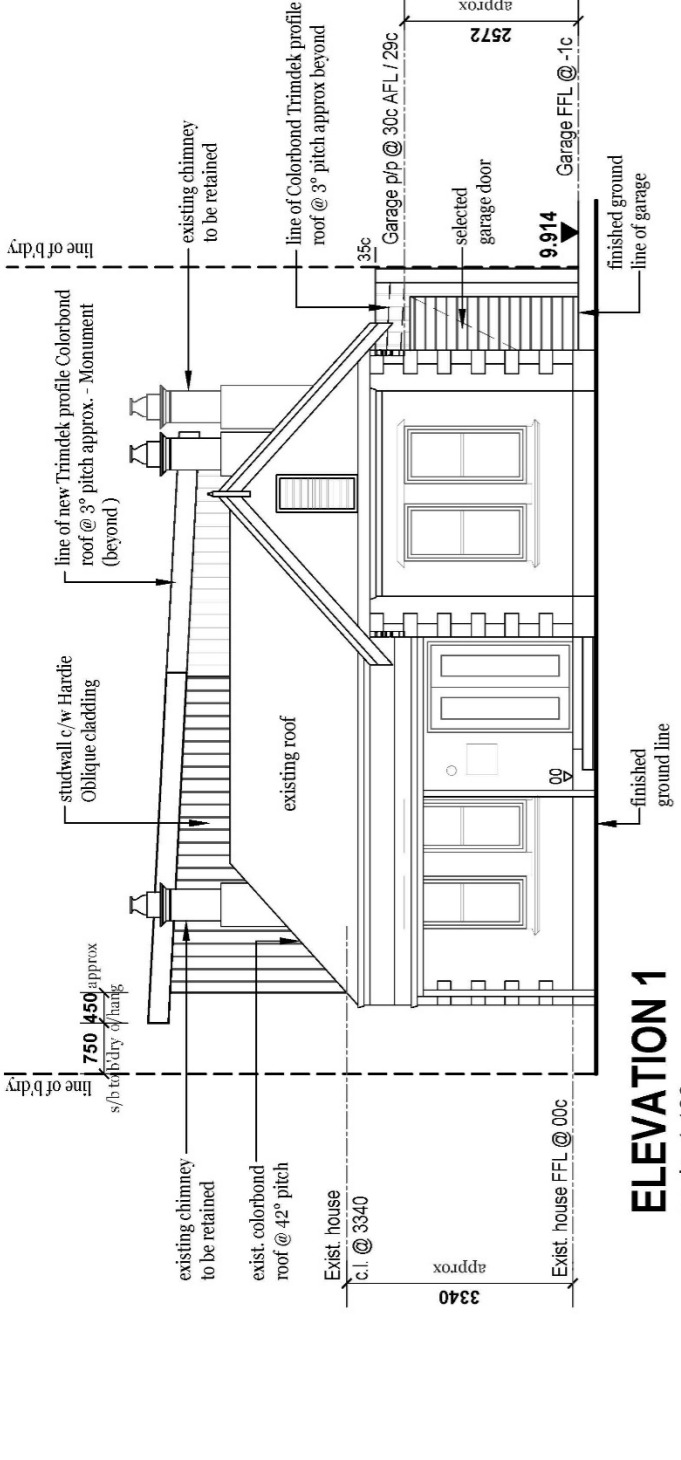 line of b'dry
750 450 approx
s/b to b'dry o/hang
studwall c/w Hardie
Oblique cladding
line of new Trimdek profile Colorbond
roof @ 3° pitch approx. - Monument
(beyond )
line of b'dry
existing chimney
to be retained
line of Colorbond Trimdek profile
roof @ 3° pitch approx beyond
35c
Garage p/p @ 30c AFL / 29c
2572
approx
selected
garage door
9.914
Garage FFL @ -1c
finished ground
line of garage
existing chimney
to be retained
exist. colorbond
roof @ 42° pitch
Exist. house
c.l. @ 3340
3340
approx
Exist. house FFL @ 00c
existing roof
00
finished
ground line
ELEVATION 1